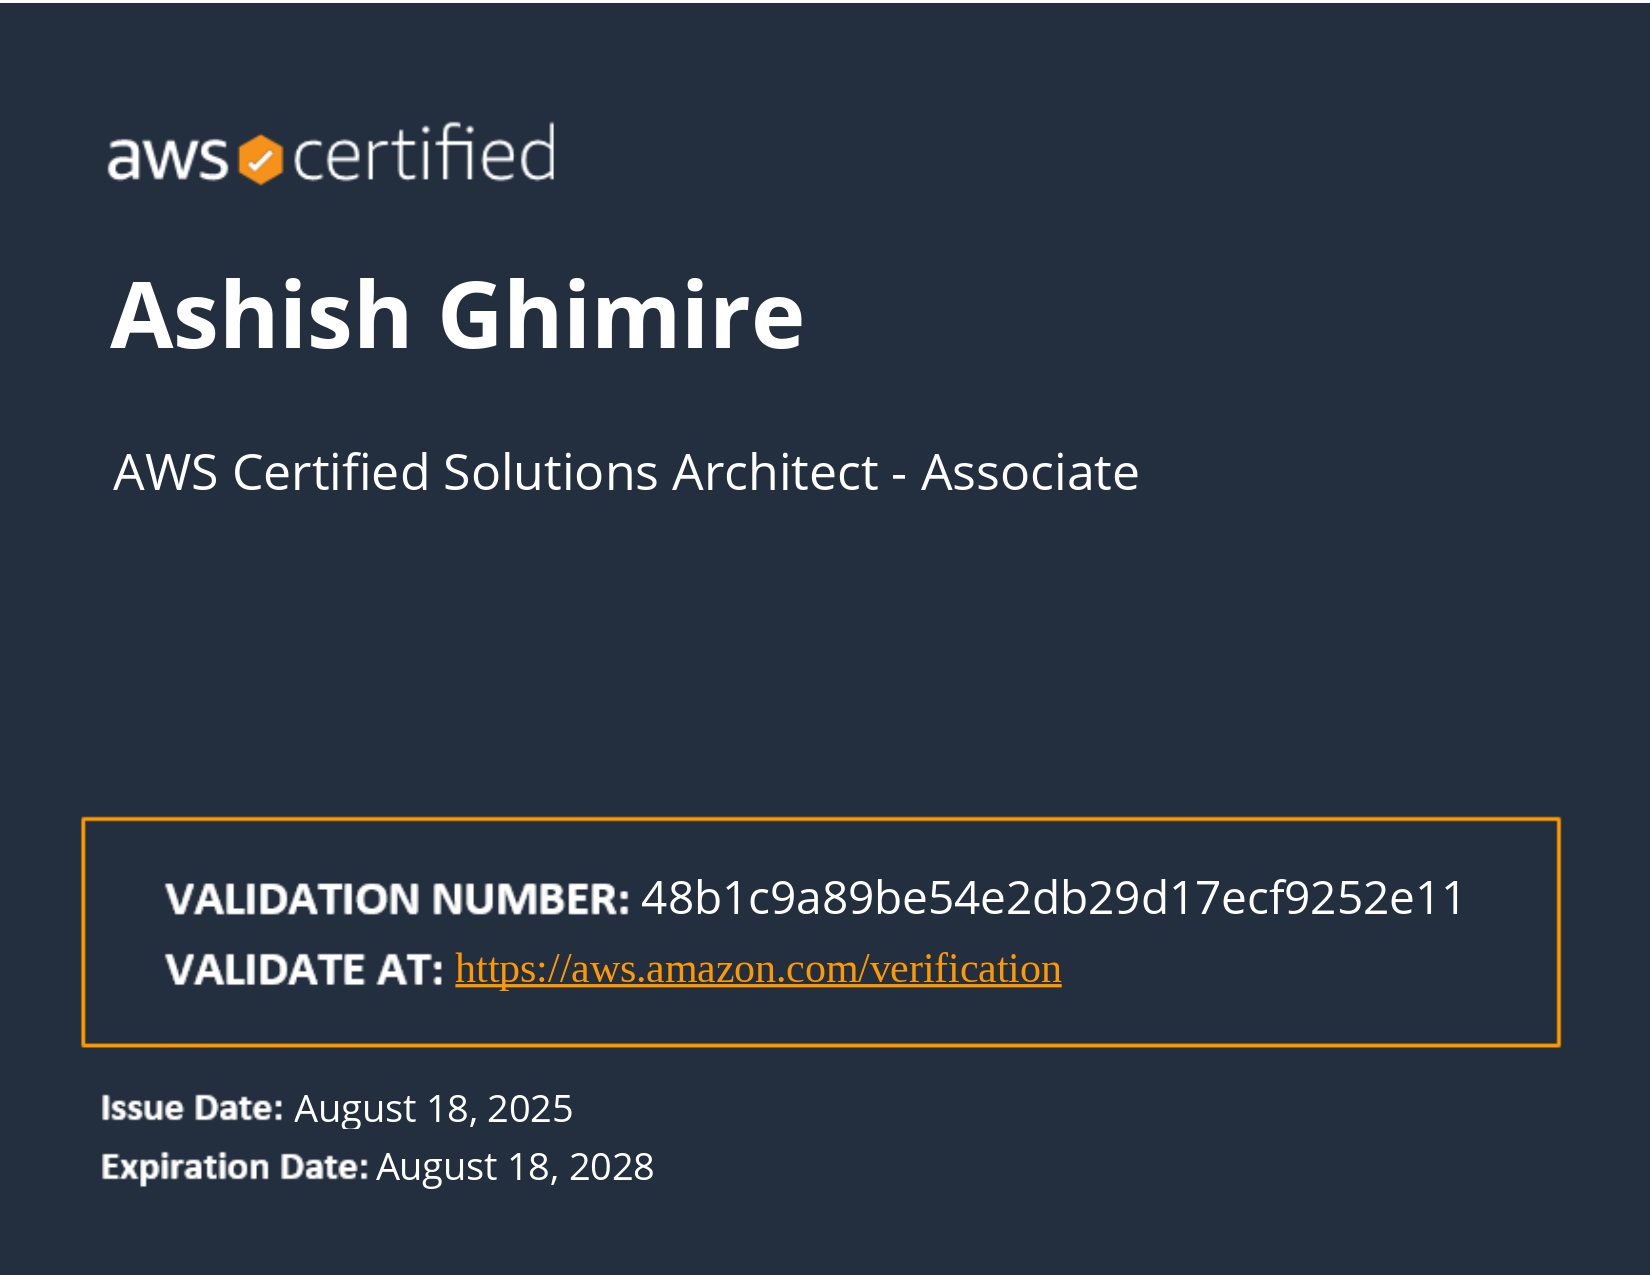 aws certified
Ashish Ghimire
AWS Certified Solutions Architect - Associate
VALIDATION NUMBER: 48b1c9a89be54e2db29d17ecf9252e11
VALIDATE AT: https://aws.amazon.com/verification
Issue Date: August 18, 2025
Expiration Date: August 18, 2028